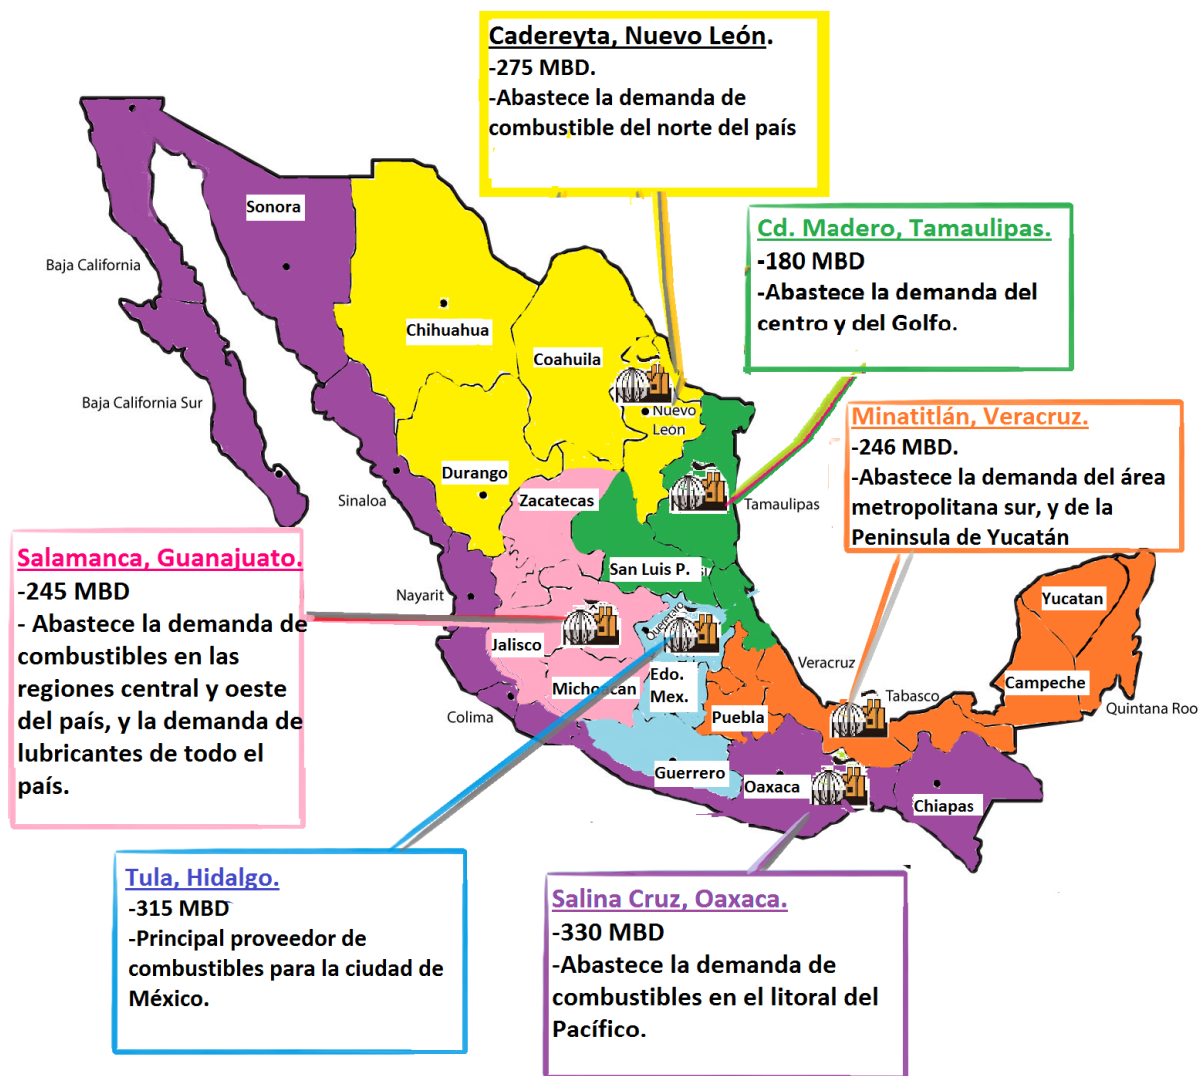 Cadereyta, Nuevo León.
-275 MBD.
-Abastece la demanda de
combustible del norte del país
Cd. Madero, Tamaulipas.
-180 MBD
-Abastece la demanda del
centro y del Golfo.
Minatitlán, Veracruz.
-246 MBD.
-Abastece la demanda del área
metropolitana sur, y de la
Peninsula de Yucatán
Salamanca, Guanajuato.
-245 MBD
- Abastece la demanda de
combustibles en las
regiones central y oeste
del país, y la demanda de
lubricantes de todo el
país.
Tula, Hidalgo.
-315 MBD
-Principal proveedor de
combustibles para la ciudad de
México.
Salina Cruz, Oaxaca.
-330 MBD
-Abastece la demanda de
combustibles en el litoral del
Pacífico.
Sonora
Baja California
Chihuahua
Coahuila
Baja California Sur
Nuevo
León
Durango
Sinaloa
Zacatecas
Tamaulipas
San Luis P.
Nayarit
Yucatan
Jalisco
Veracruz
Edo.
Mex.
Michoacan
Campeche
Tabasco
Quintana Roo
Colima
Puebla
Guerrero
Oaxaca
Chiapas